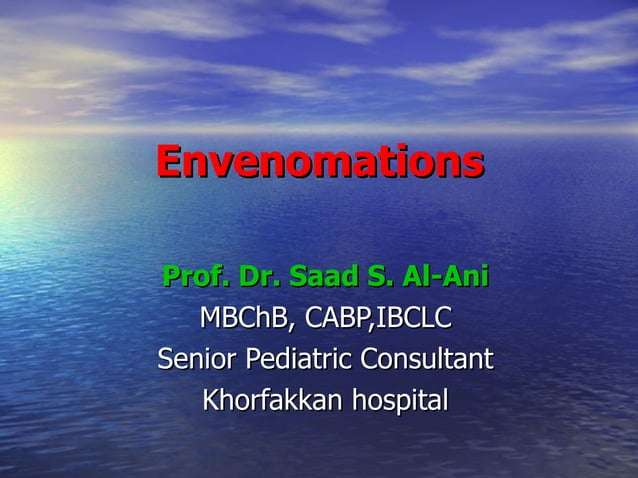 Envenomations
Prof. Dr. Saad S. Al-Ani
MBChB, CABP,IBCLC
Senior Pediatric Consultant
Khorfakkan hospital